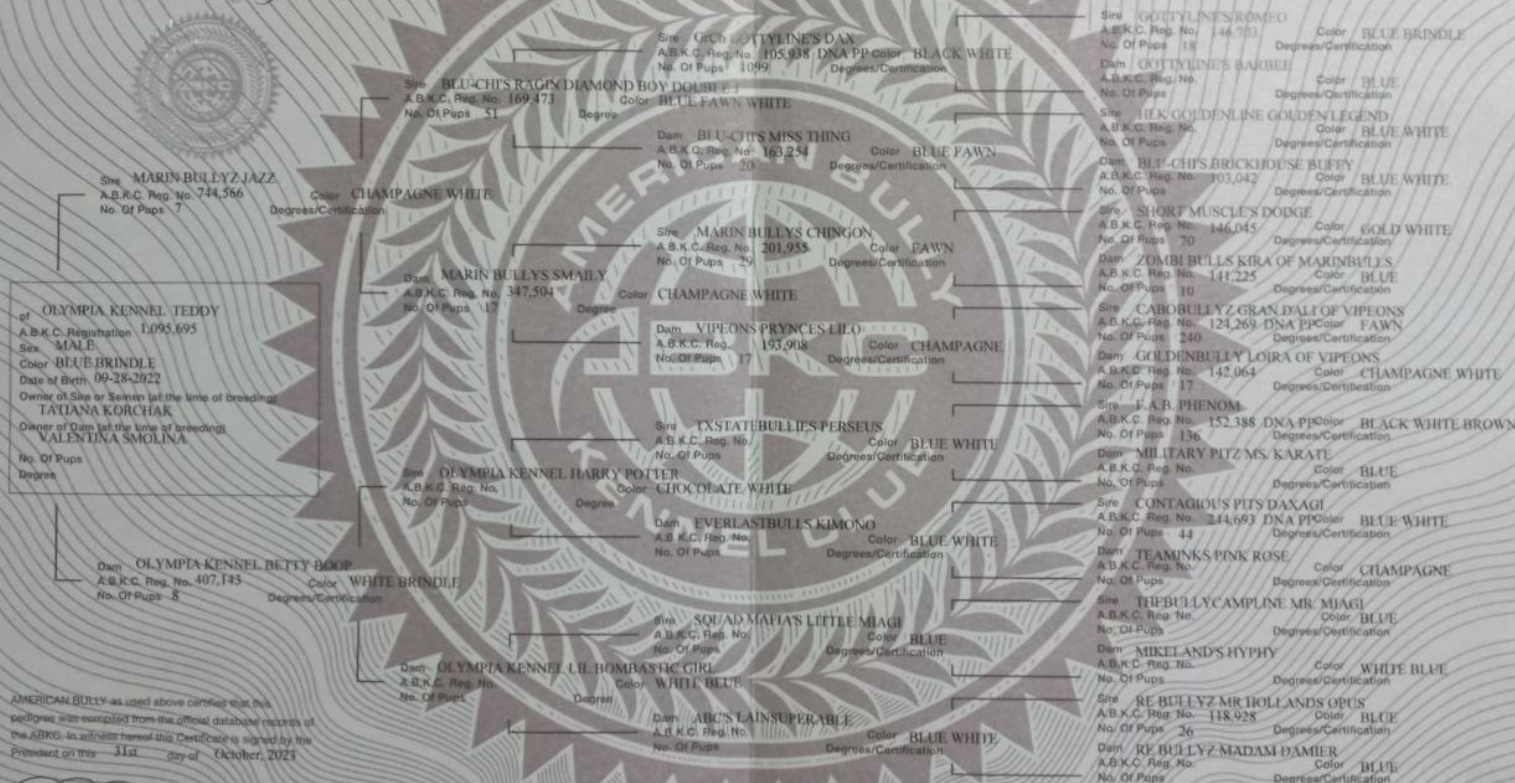 Sire MARIN BULLYZ JAZZ
A.B.K.C. Reg. No. 744,566 Color CHAMPAGNE WHITE
No. Of Pups 7 Degrees/Certification
of OLYMPIA KENNEL TEDDY
A.B.K.C. Registration 1,095,695
Sex MALE
Color BLUE BRINDLE
Date of Birth 09-28-2022
Owner of Sire or Semen (at the time of breeding)
TATIANA KORCHAK
Owner of Dam (at the time of breeding)
VALENTINA SMOLINA
No. Of Pups
Degree
Dam OLYMPIA KENNEL BETTY BOOP
A.B.K.C. Reg. No. 407,143 Color WHITE BRINDLE
No. Of Pups 8 Degrees/Certification
AMERICAN BULLY as used above certifies that this
pedigree was compiled from the official database records of
the ABKC. In witness hereof this Certificate is signed by the
President on this 31st day of October, 2023
Sire BLU-CHI'S RAGIN DIAMOND BOY DOUBLE J
A.B.K.C. Reg. No. 169,473 Color BLUE FAWN WHITE
No. Of Pups 51 Degree
Dam MARIN BULLYS SMAILY
A.B.K.C. Reg. No. 347,504 Color CHAMPAGNE WHITE
No. Of Pups 17 Degree
Sire OLYMPIA KENNEL HARRY POTTER
A.B.K.C. Reg. No. Color CHOCOLATE WHITE
No. Of Pups Degree
Dam OLYMPIA KENNEL LIL BOMBASTIC GIRL
A.B.K.C. Reg. No. Color WHITE BLUE
No. Of Pups Degree
Sire GrCh GOTTYLINE'S DAX
A.B.K.C. Reg. No. 105,938 DNA PP Color BLACK WHITE
No. Of Pups 1099 Degrees/Certification
Dam BLU-CHI'S MISS THING
A.B.K.C. Reg. No. 163,254 Color BLUE FAWN
No. Of Pups 20 Degrees/Certification
Sire MARIN BULLYS CHINGON
A.B.K.C. Reg. No. 201,955 Color FAWN
No. Of Pups 29 Degrees/Certification
Dam VIPEONS PRYNCES LILO
A.B.K.C. Reg. 193,908 Color CHAMPAGNE
No. Of Pups 17 Degrees/Certification
Sire TXSTATEBULLIES PERSEUS
A.B.K.C. Reg. No. Color BLUE WHITE
No. Of Pups Degrees/Certification
Dam EVERLASTBULLS KIMONO
A.B.K.C. Reg. No. Color BLUE WHITE
No. Of Pups Degrees/Certification
Sire SQUAD MAFIA'S LITTLE MIAGI
A.B.K.C. Reg. No. Color BLUE
No. Of Pups Degrees/Certification
Dam ABC'S LAINSUPERABLE
A.B.K.C. Reg. No. Color BLUE WHITE
No. Of Pups Degrees/Certification
Sire GOTTYLINE'S ROMEO
A.B.K.C. Reg. No. 146,703 Color BLUE BRINDLE
No. Of Pups 18 Degrees/Certification
Dam GOTTYLINE'S BARBEE
A.B.K.C. Reg. No. Color BLUE
No. Of Pups Degrees/Certification
Sire HLK GOLDENLINE GOLDEN LEGEND
A.B.K.C. Reg. No. Color BLUE WHITE
No. Of Pups Degrees/Certification
Dam BLU-CHI'S BRICKHOUSE BUFFY
A.B.K.C. Reg. No. 103,042 Color BLUE WHITE
No. Of Pups Degrees/Certification
Sire SHORT MUSCLE'S DODGE
A.B.K.C. Reg. No. 146,045 Color GOLD WHITE
No. Of Pups 70 Degrees/Certification
Dam ZOMBI BULLS KIRA OF MARINBULLS
A.B.K.C. Reg. No. 141,225 Color BLUE
No. Of Pups 10 Degrees/Certification
Sire CABOBULLYZ GRAN DALI OF VIPEONS
A.B.K.C. Reg. No. 124,269 DNA PP Color FAWN
No. Of Pups 240 Degrees/Certification
Dam GOLDENBULLY LOIRA OF VIPEONS
A.B.K.C. Reg. No. 142,064 Color CHAMPAGNE WHITE
No. Of Pups 17 Degrees/Certification
Sire E.A.B. PHENOM
A.B.K.C. Reg. No. 152,388 DNA PP Color BLACK WHITE BROWN
No. Of Pups 136 Degrees/Certification
Dam MILITARY PITZ MS. KARATE
A.B.K.C. Reg. No. Color BLUE
No. Of Pups Degrees/Certification
Sire CONTAGIOUS PITS DAXAGI
A.B.K.C. Reg. No. 244,693 DNA PP Color BLUE WHITE
No. Of Pups 44 Degrees/Certification
Dam TEAMINKS PINK ROSE
A.B.K.C. Reg. No. Color CHAMPAGNE
No. Of Pups Degrees/Certification
Sire THEBULLYCAMPLINE MR. MIAGI
A.B.K.C. Reg. No. Color BLUE
No. Of Pups Degrees/Certification
Dam MIKELAND'S HYPHY
A.B.K.C. Reg. No. Color WHITE BLUE
No. Of Pups Degrees/Certification
Sire RE BULLYZ MR HOLLANDS OPUS
A.B.K.C. Reg. No. 118,928 Color BLUE
No. Of Pups 26 Degrees/Certification
Dam RE BULLYZ MADAM DAMIER
A.B.K.C. Reg. No. Color BLUE
No. Of Pups Degrees/Certification
AMERICAN BULLY
ABKC
KENNEL CLUB